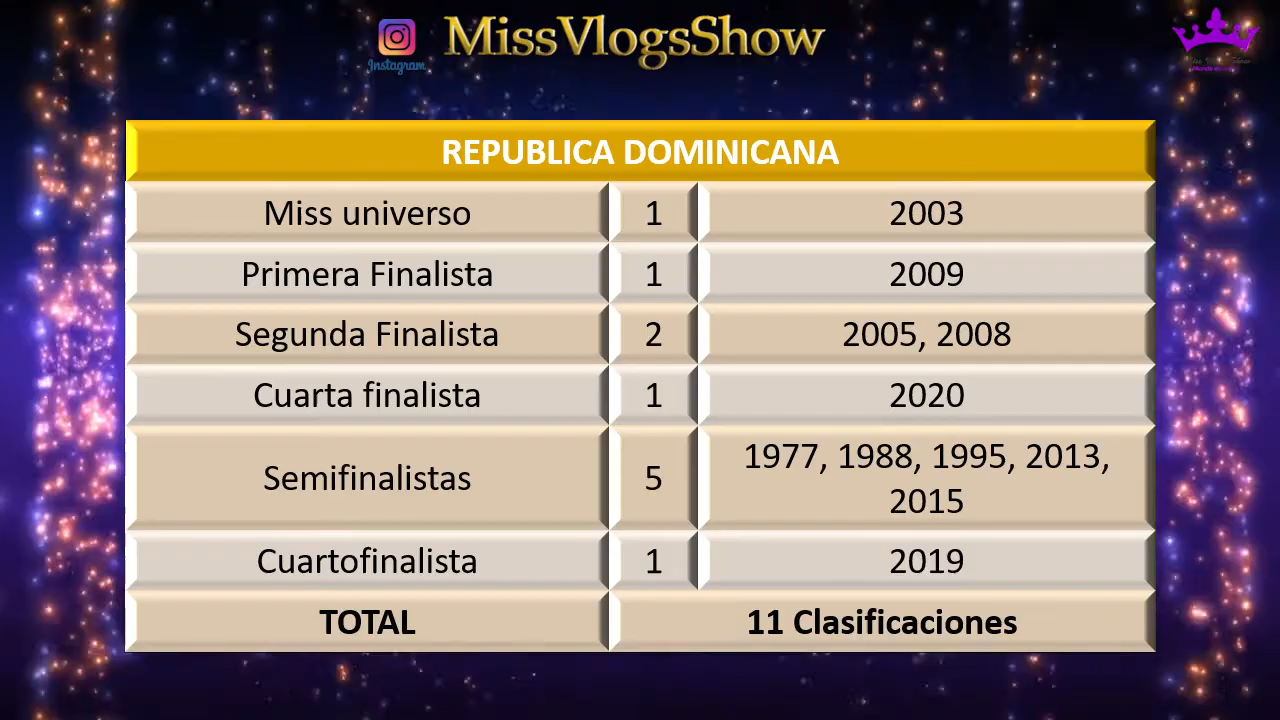 Instagram
MissVlogsShow
REPUBLICA DOMINICANA
Miss universo 1 2003
Primera Finalista 1 2009
Segunda Finalista 2 2005, 2008
Cuarta finalista 1 2020
Semifinalistas 5 1977, 1988, 1995, 2013,
2015
Cuartofinalista 1 2019
TOTAL 11 Clasificaciones